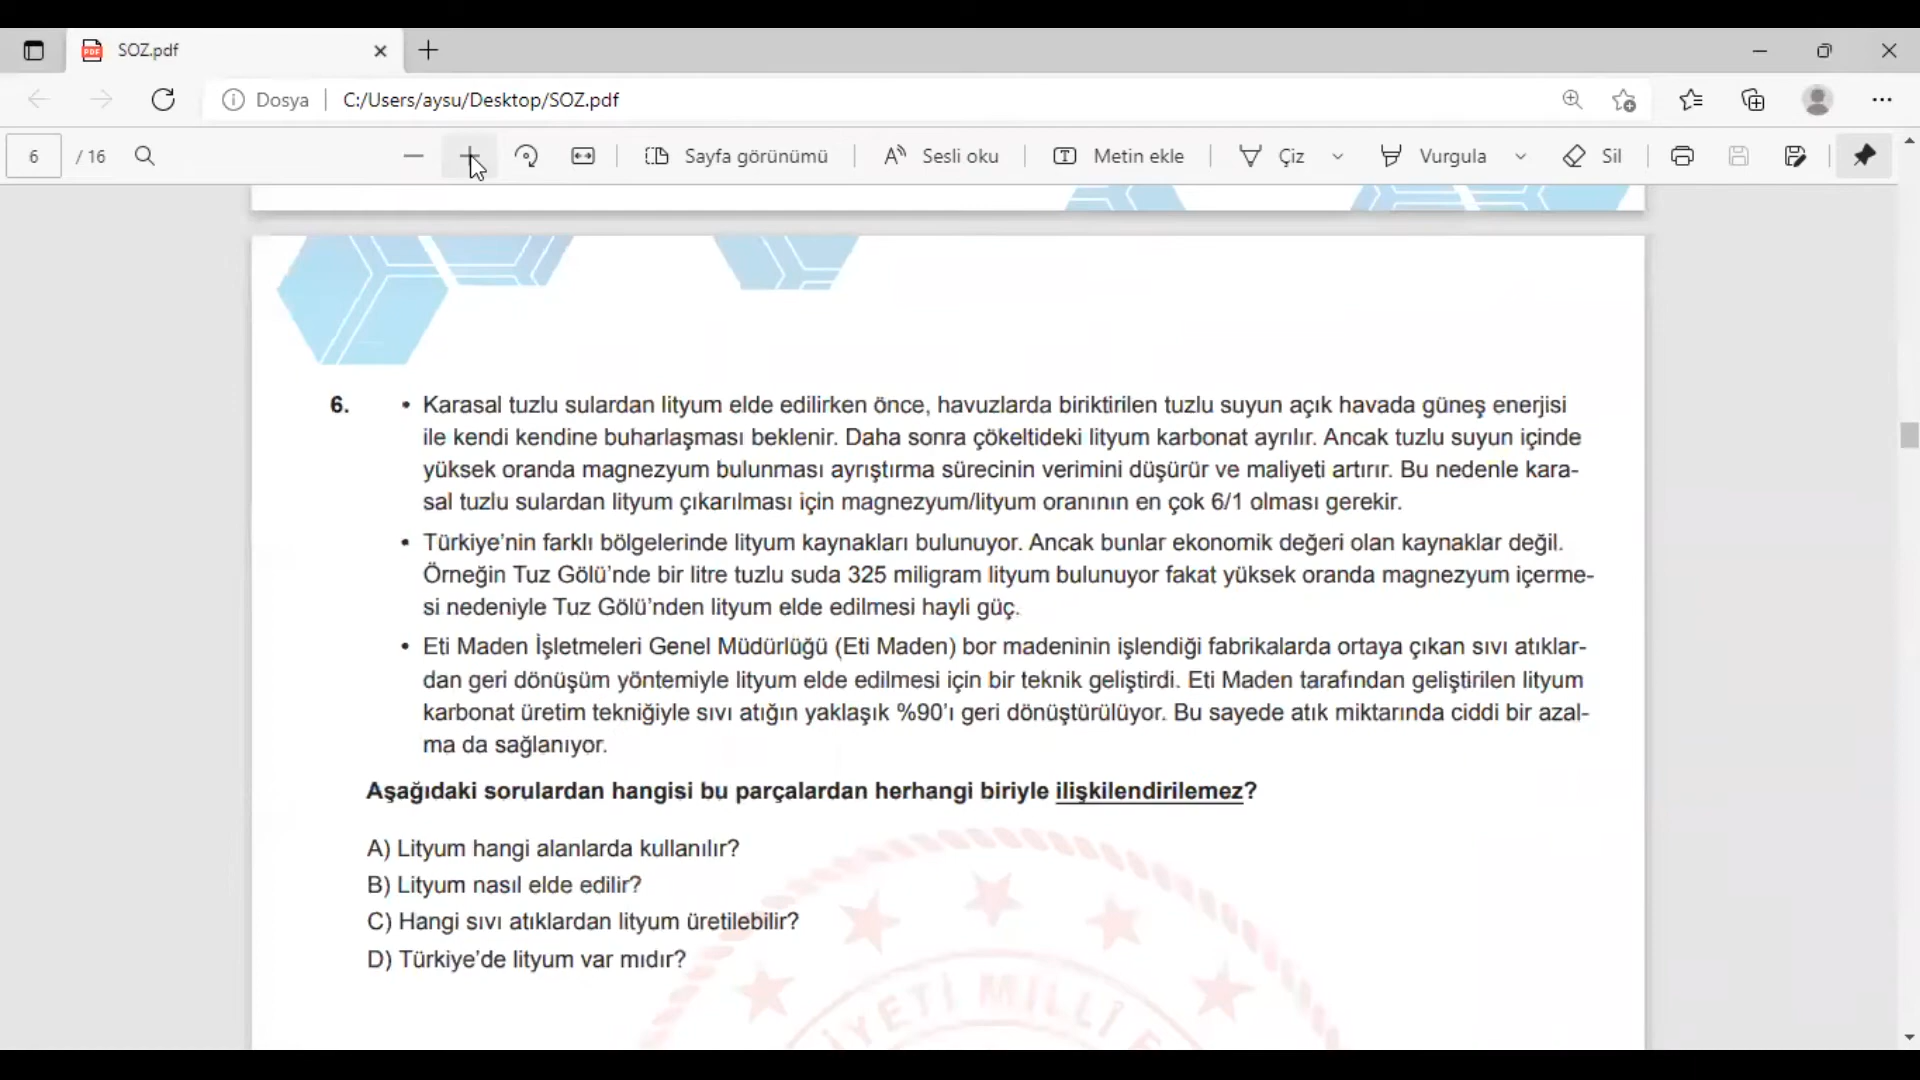 SOZ.pdf
Dosya
C:/Users/aysu/Desktop/SOZ.pdf
6 / 16
Sayfa görünümü
Sesli oku
Metin ekle
Çiz
Vurgula
Sil
6. • Karasal tuzlu sulardan lityum elde edilirken önce, havuzlarda biriktirilen tuzlu suyun açık havada güneş enerjisi
ile kendi kendine buharlaşması beklenir. Daha sonra çökeltideki lityum karbonat ayrılır. Ancak tuzlu suyun içinde
yüksek oranda magnezyum bulunması ayrıştırma sürecinin verimini düşürür ve maliyeti artırır. Bu nedenle kara-
sal tuzlu sulardan lityum çıkarılması için magnezyum/lityum oranının en çok 6/1 olması gerekir.
• Türkiye’nin farklı bölgelerinde lityum kaynakları bulunuyor. Ancak bunlar ekonomik değeri olan kaynaklar değil.
Örneğin Tuz Gölü’nde bir litre tuzlu suda 325 miligram lityum bulunuyor fakat yüksek oranda magnezyum içerme-
si nedeniyle Tuz Gölü’nden lityum elde edilmesi hayli güç.
• Eti Maden İşletmeleri Genel Müdürlüğü (Eti Maden) bor madeninin işlendiği fabrikalarda ortaya çıkan sıvı atıklar-
dan geri dönüşüm yöntemiyle lityum elde edilmesi için bir teknik geliştirdi. Eti Maden tarafından geliştirilen lityum
karbonat üretim tekniğiyle sıvı atığın yaklaşık %90’ı geri dönüştürülüyor. Bu sayede atık miktarında ciddi bir azal-
ma da sağlanıyor.
Aşağıdaki sorulardan hangisi bu parçalardan herhangi biriyle ilişkilendirilemez?
A) Lityum hangi alanlarda kullanılır?
B) Lityum nasıl elde edilir?
C) Hangi sıvı atıklardan lityum üretilebilir?
D) Türkiye’de lityum var mıdır?